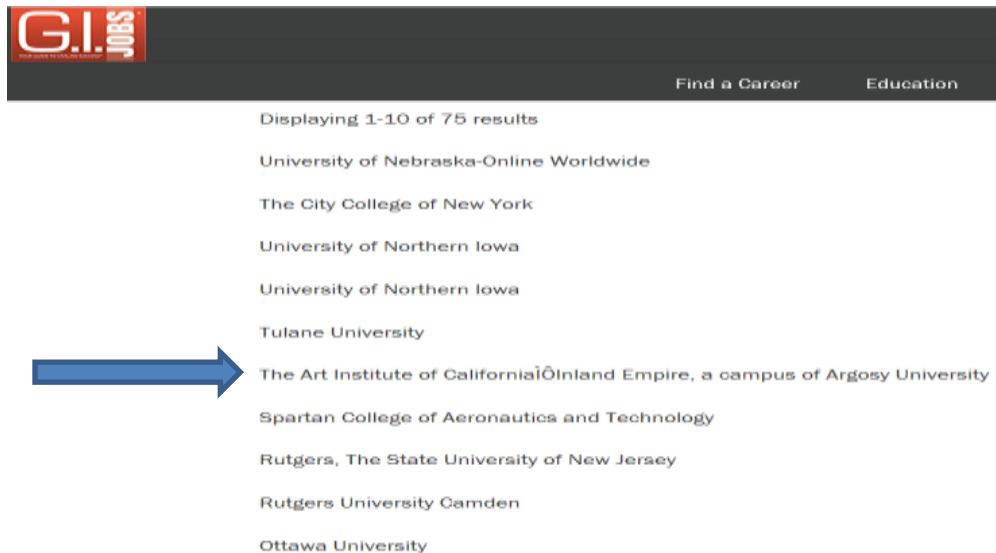 G.I. JOBS
Find a Career Education
Displaying 1-10 of 75 results
University of Nebraska-Online Worldwide
The City College of New York
University of Northern Iowa
University of Northern Iowa
Tulane University
The Art Institute of CaliforniaÌÔInland Empire, a campus of Argosy University
Spartan College of Aeronautics and Technology
Rutgers, The State University of New Jersey
Rutgers University Camden
Ottawa University